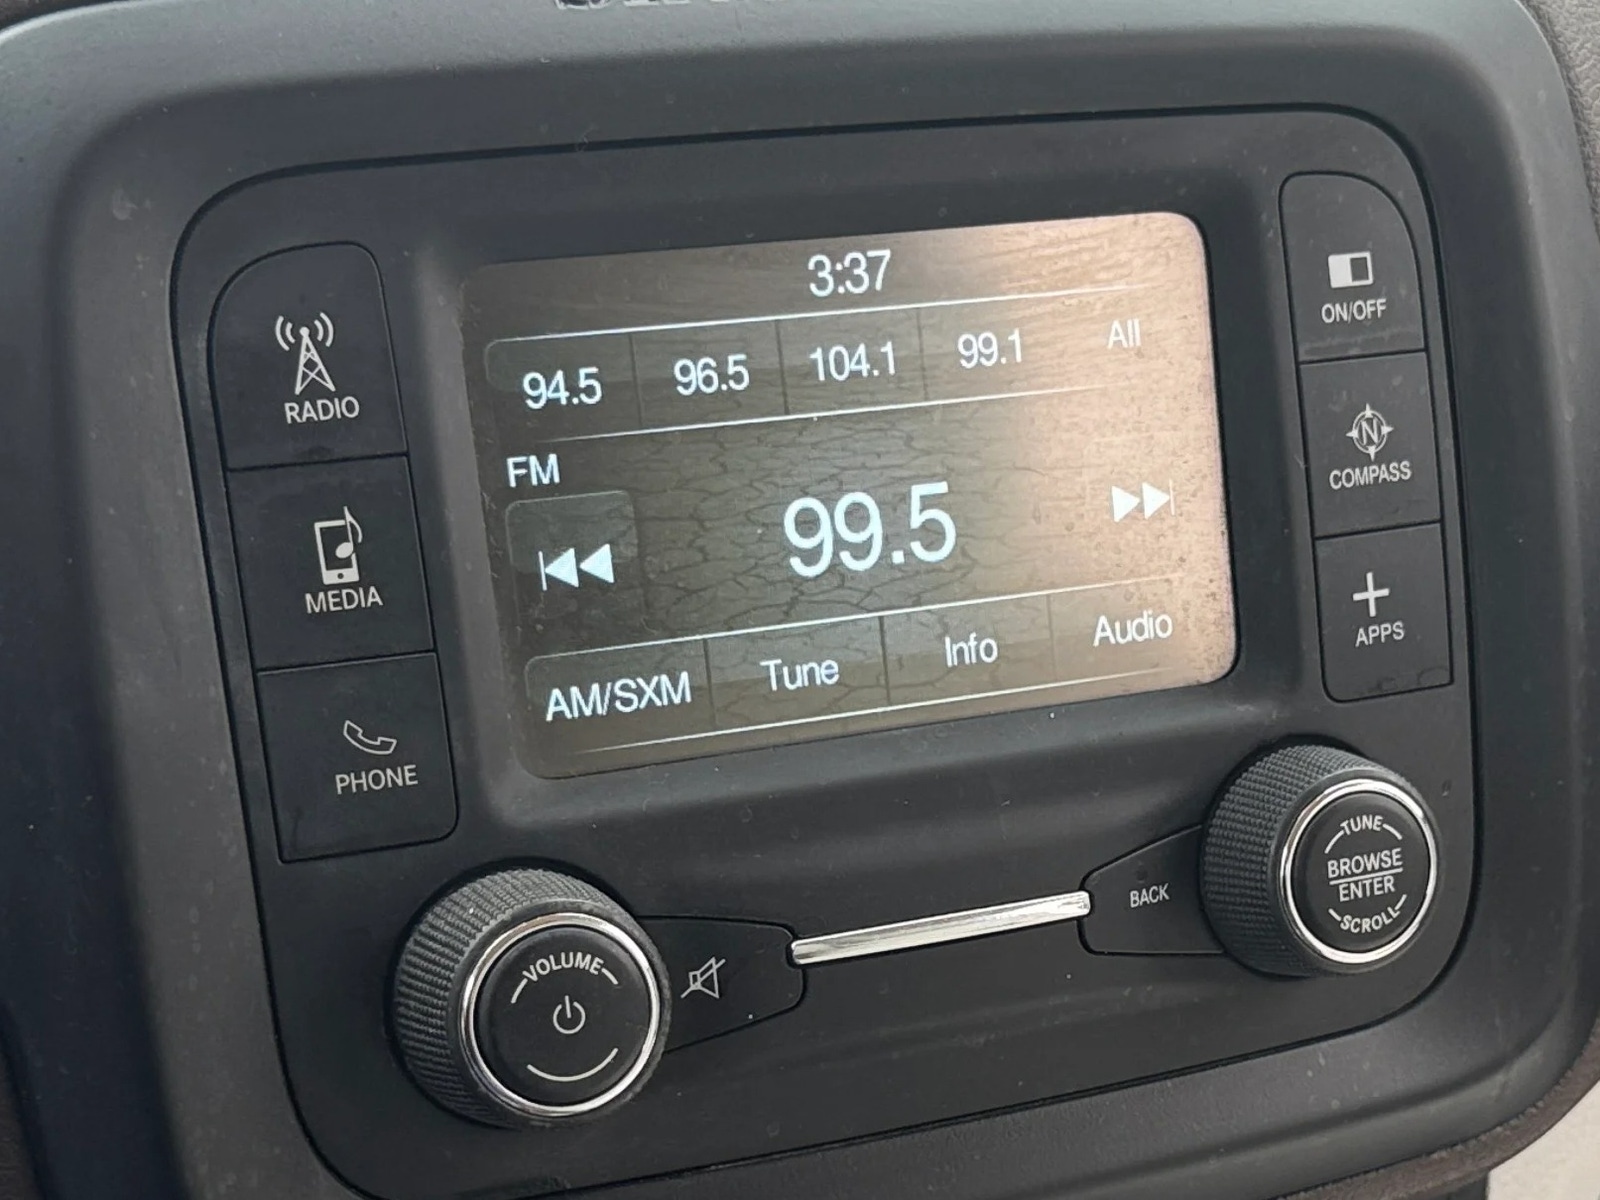 3:37
94.5 96.5 104.1 99.1 All
FM
99.5
AM/SXM Tune Info Audio
RADIO
MEDIA
PHONE
ON/OFF
N
COMPASS
APPS
VOLUME
BACK
TUNE
BROWSE
ENTER
SCROLL